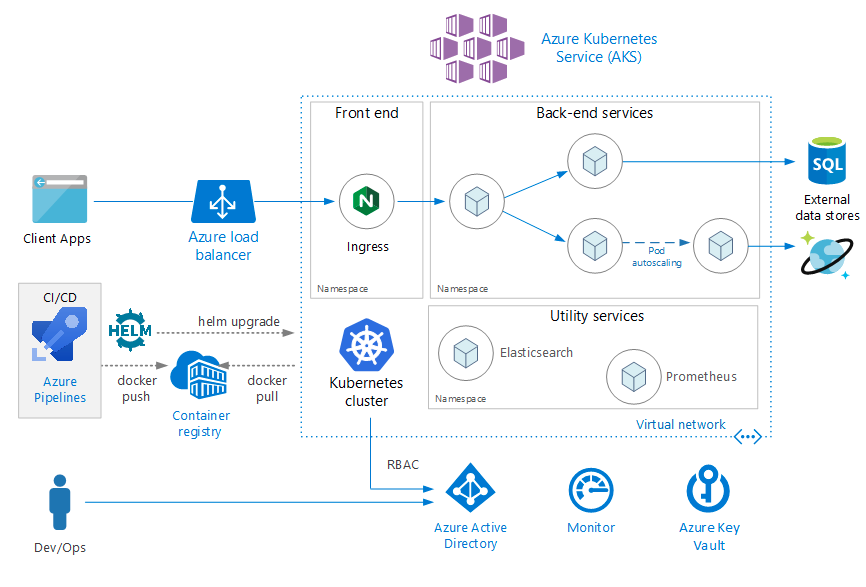 Azure Kubernetes
Service (AKS)
Front end
Back-end services
SQL
External
data stores
Client Apps
Azure load
balancer
Ingress
Pod
autoscaling
Namespace
Namespace
CI/CD
HELM
helm upgrade
Azure
Pipelines
docker
push
docker
pull
Container
registry
Kubernetes
cluster
Utility services
Elasticsearch
Prometheus
Namespace
Virtual network
RBAC
Dev/Ops
Azure Active
Directory
Monitor
Azure Key
Vault